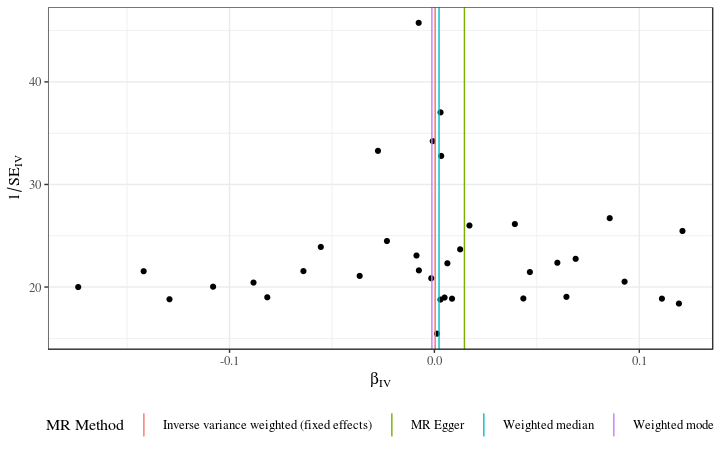 40
30
20
1/SE_IV
-0.1
0.0
0.1
β_IV
MR Method Inverse variance weighted (fixed effects) MR Egger Weighted median Weighted mode